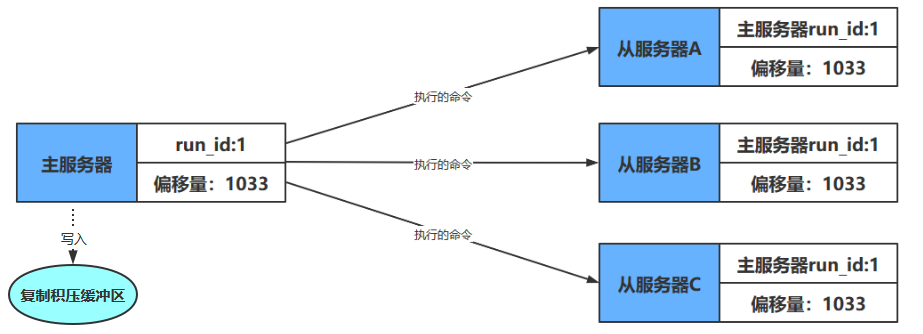 主服务器
run_id:1
偏移量：1033
写入
复制积压缓冲区
执行的命令
执行的命令
执行的命令
从服务器A
主服务器run_id:1
偏移量：1033
从服务器B
主服务器run_id:1
偏移量：1033
从服务器C
主服务器run_id:1
偏移量：1033